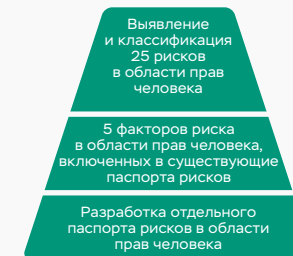 Выявление
и классификация
25 рисков
в области прав
человека
5 факторов риска
в области прав человека,
включенных в существующие
паспорта рисков
Разработка отдельного
паспорта рисков в области
прав человека